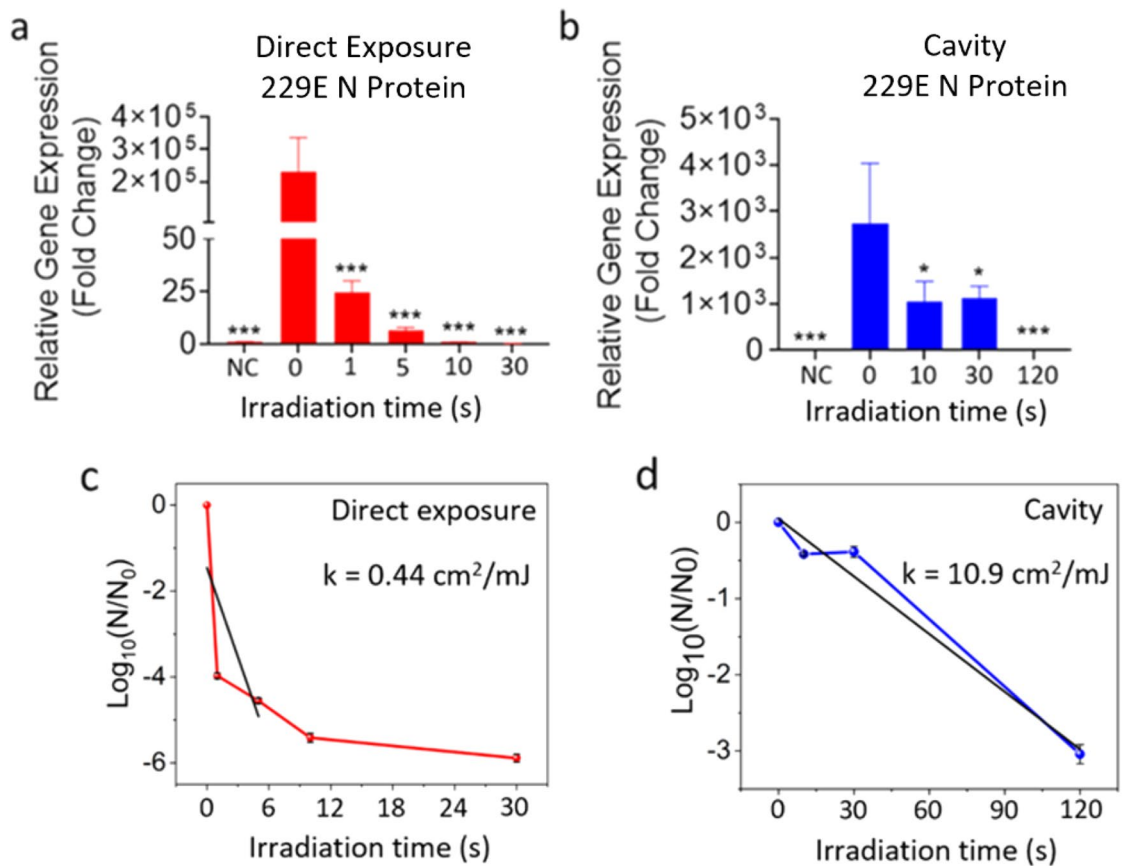 a
Direct Exposure
229E N Protein
Relative Gene Expression
(Fold Change)
4×10⁵
3×10⁵
2×10⁵
50
25
0
***
***
***
***
***
NC 0 1 5 10 30
Irradiation time (s)
b
Cavity
229E N Protein
Relative Gene Expression
(Fold Change)
5×10³
4×10³
3×10³
2×10³
1×10³
0
***
*
*
***
NC 0 10 30 120
Irradiation time (s)
c
Direct exposure
k = 0.44 cm²/mJ
Log₁₀(N/N₀)
0
-2
-4
-6
0 6 12 18 24 30
Irradiation time (s)
d
Cavity
k = 10.9 cm²/mJ
Log₁₀(N/N0)
0
-1
-2
-3
0 30 60 90 120
Irradiation time (s)